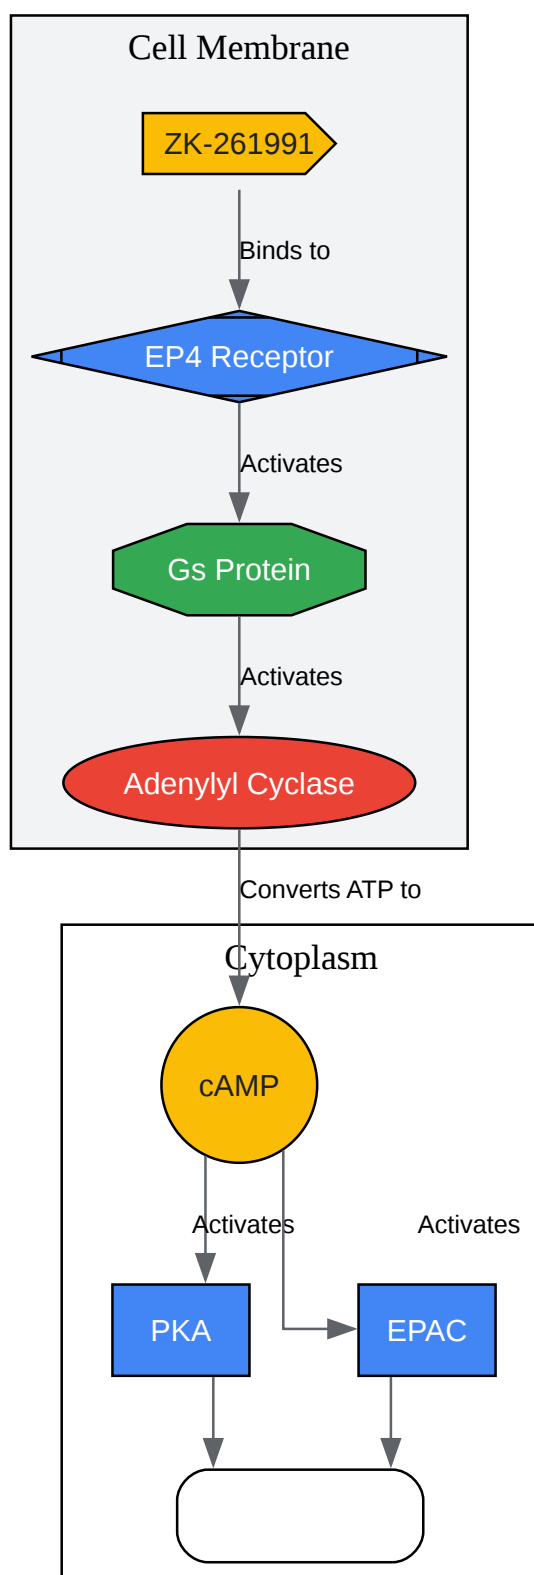 Cell Membrane
ZK-261991
Binds to
EP4 Receptor
Activates
Gs Protein
Activates
Adenylyl Cyclase
Converts ATP to
Cytoplasm
cAMP
Activates
Activates
PKA
EPAC